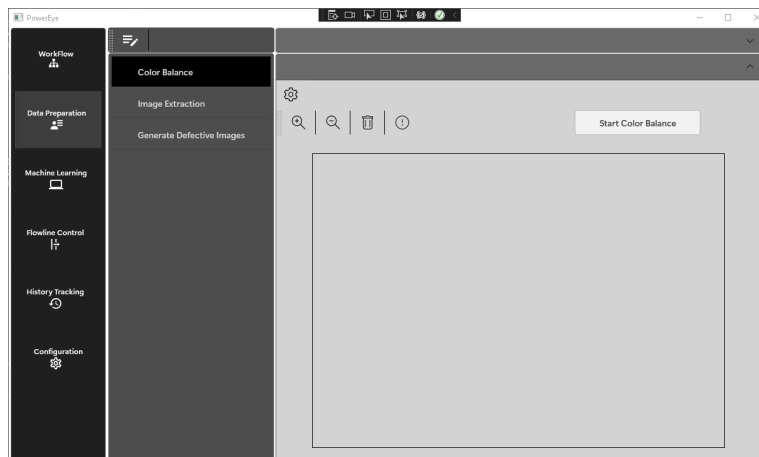 PowerEye
WorkFlow
Data Preparation
Machine Learning
Flowline Control
History Tracking
Configuration
Color Balance
Image Extraction
Generate Defective Images
Start Color Balance